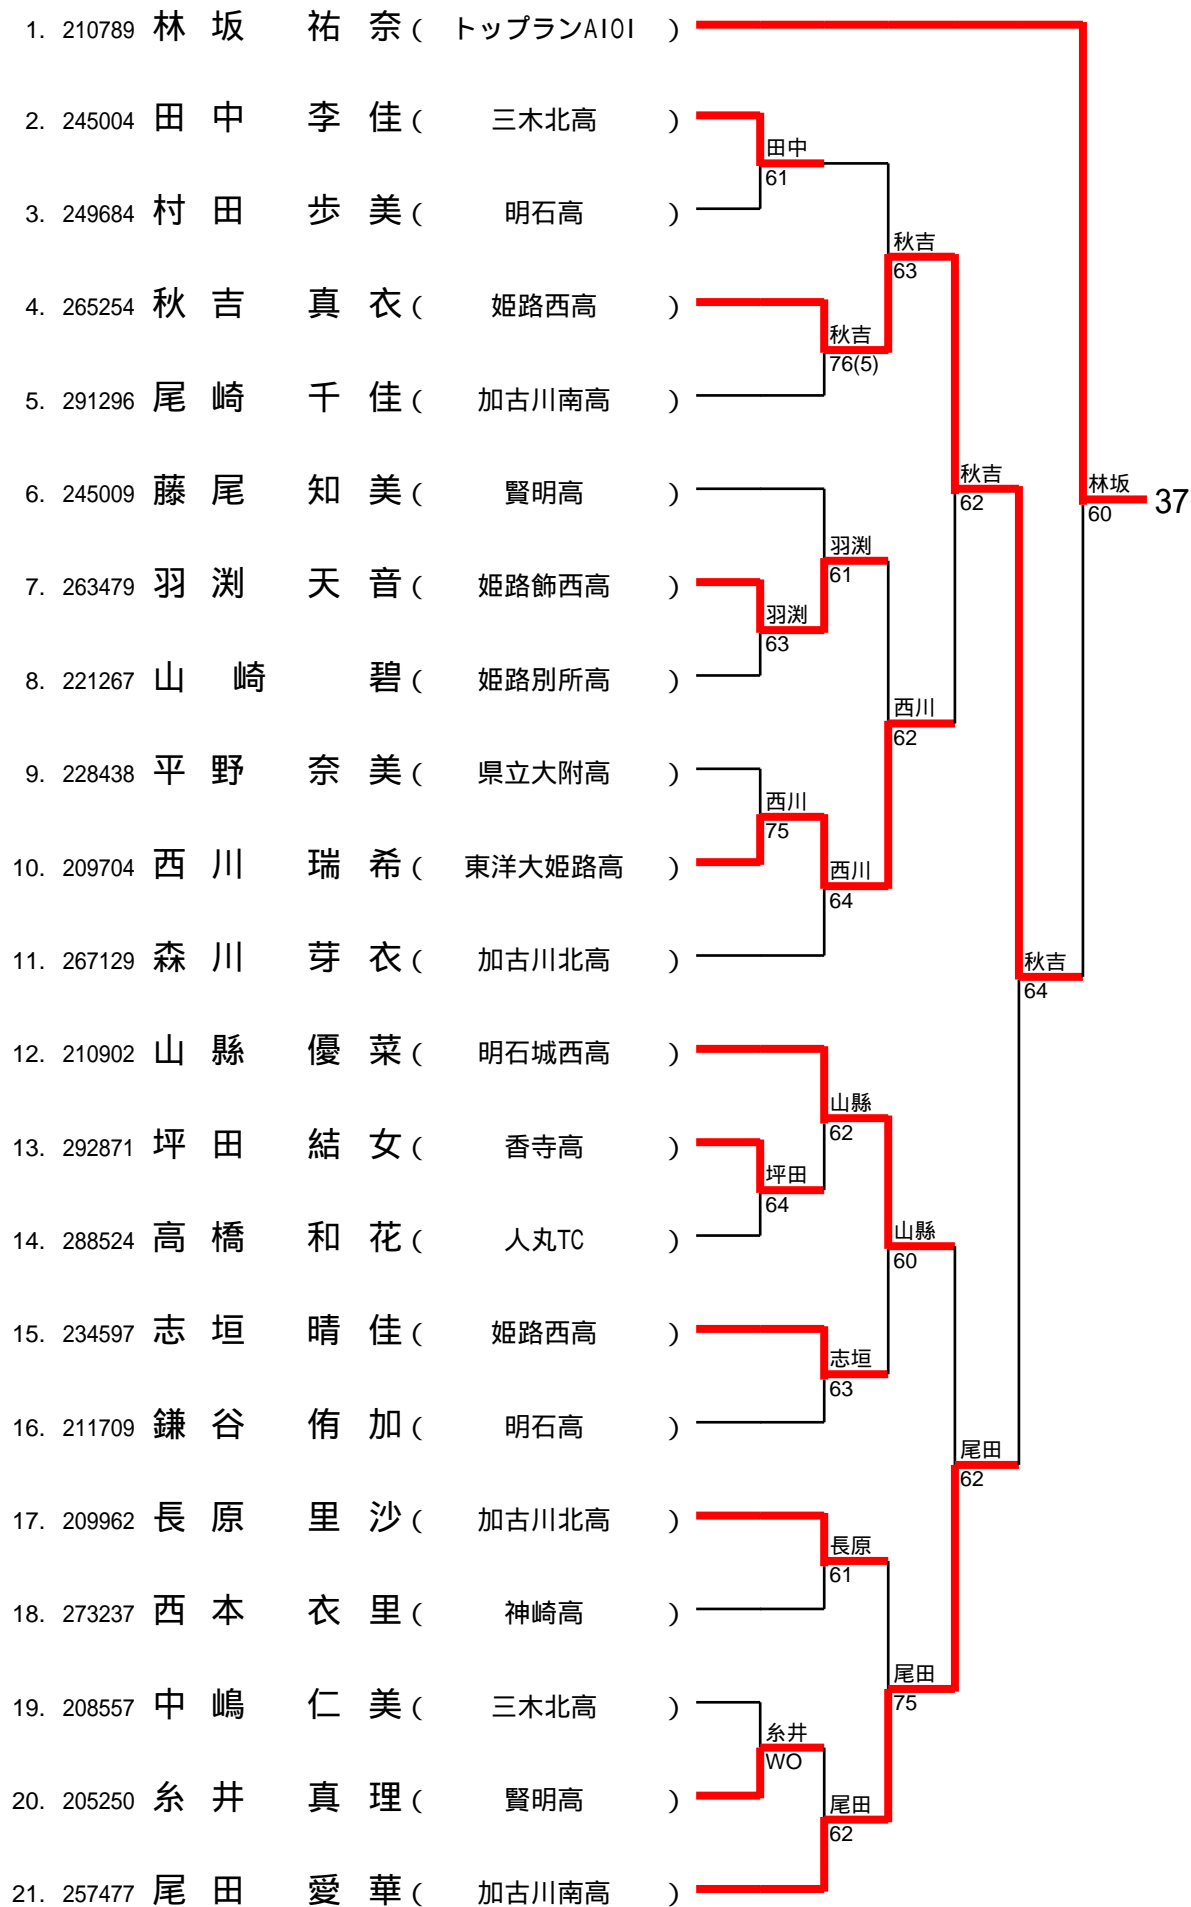 1. 210789 林 坂 祐 奈 ( トップランAIOI )
2. 245004 田 中 李 佳 ( 三木北高 )
田中
61
3. 249684 村 田 歩 美 ( 明石高 )
秋吉
63
4. 265254 秋 吉 真 衣 ( 姫路西高 )
秋吉
76(5)
5. 291296 尾 崎 千 佳 ( 加古川南高 )
秋吉
62
林坂
60
37
6. 245009 藤 尾 知 美 ( 賢明高 )
羽渕
61
7. 263479 羽 渕 天 音 ( 姫路飾西高 )
羽渕
63
8. 221267 山 崎 碧 ( 姫路別所高 )
西川
62
9. 228438 平 野 奈 美 ( 県立大附高 )
西川
75
10. 209704 西 川 瑞 希 ( 東洋大姫路高 )
西川
64
11. 267129 森 川 芽 衣 ( 加古川北高 )
秋吉
64
12. 210902 山 縣 優 菜 ( 明石城西高 )
山縣
62
13. 292871 坪 田 結 女 ( 香寺高 )
坪田
64
14. 288524 高 橋 和 花 ( 人丸TC )
山縣
60
15. 234597 志 垣 晴 佳 ( 姫路西高 )
志垣
63
16. 211709 鎌 谷 侑 加 ( 明石高 )
尾田
62
17. 209962 長 原 里 沙 ( 加古川北高 )
長原
61
18. 273237 西 本 衣 里 ( 神崎高 )
尾田
75
19. 208557 中 嶋 仁 美 ( 三木北高 )
糸井
WO
20. 205250 糸 井 真 理 ( 賢明高 )
尾田
62
21. 257477 尾 田 愛 華 ( 加古川南高 )